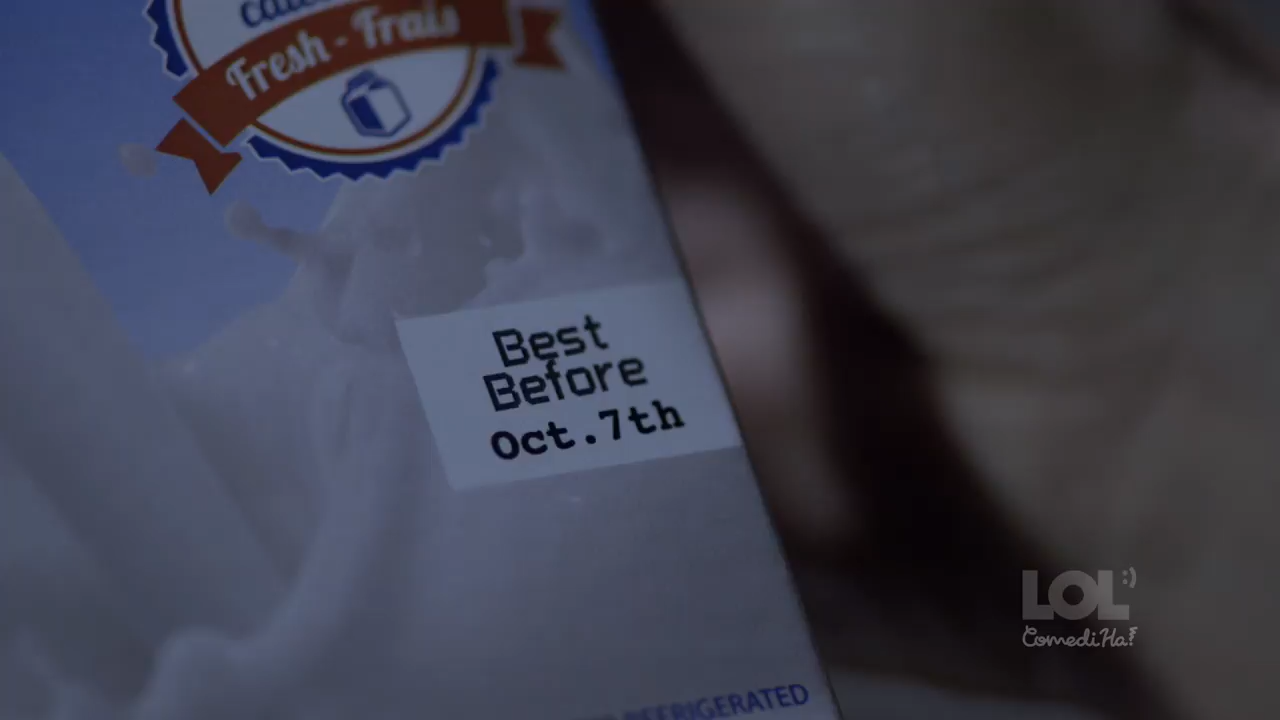 Fresh - Frais
Best
Before
Oct.7th
REFRIGERATED
LOL:)
ComediHa!